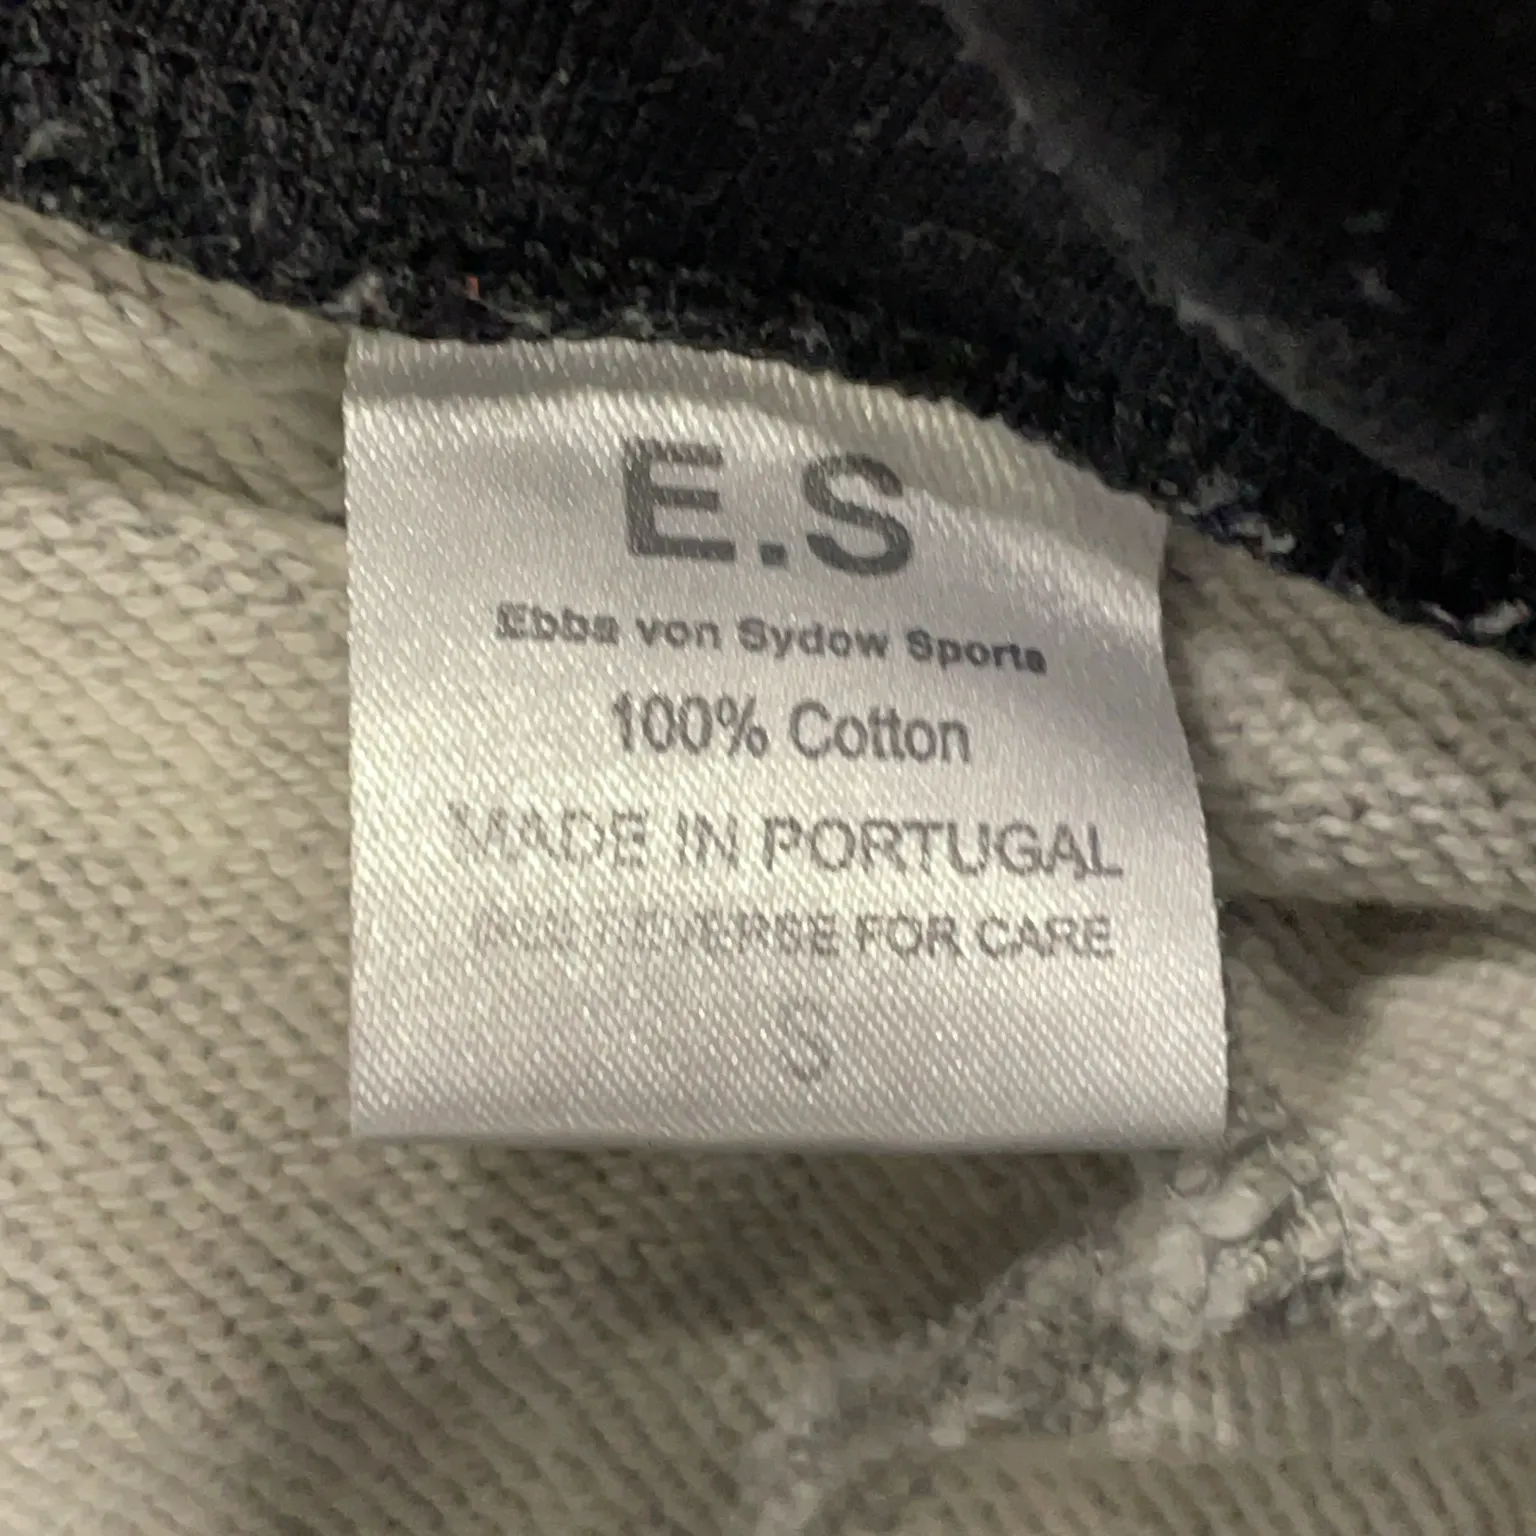 E.S
Ebba von Sydow Sports
100% Cotton
MADE IN PORTUGAL
REVERSE FOR CARE
S